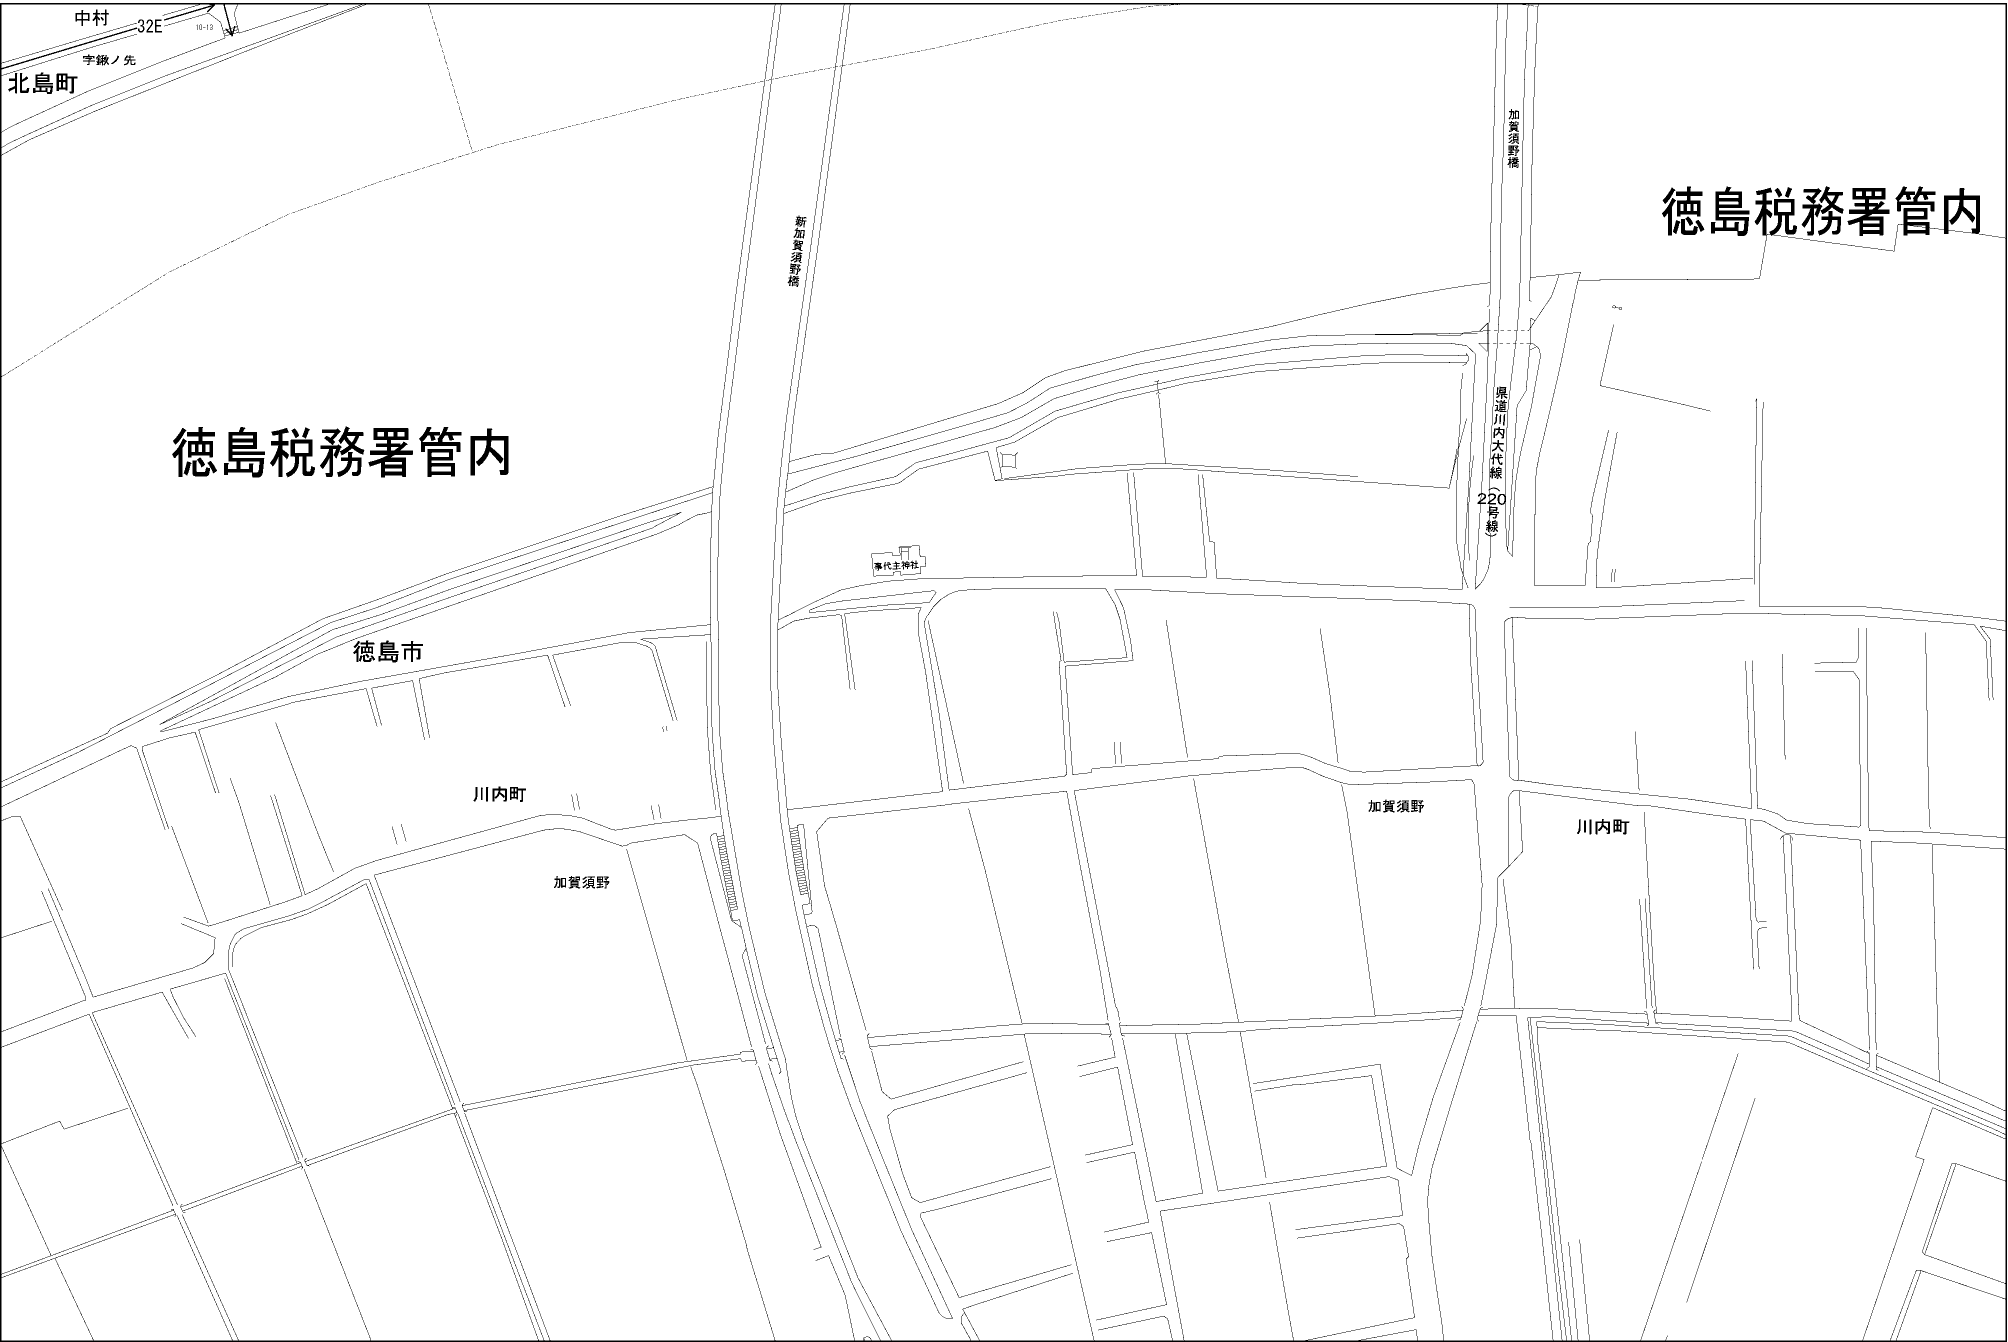 中村
32E
10-13
字鍬ノ先
北島町
加賀須野橋
徳島税務署管内
新加賀須野橋
徳島税務署管内
県道川内大代線(220号線)
事代主神社
徳島市
川内町
加賀須野
川内町
加賀須野